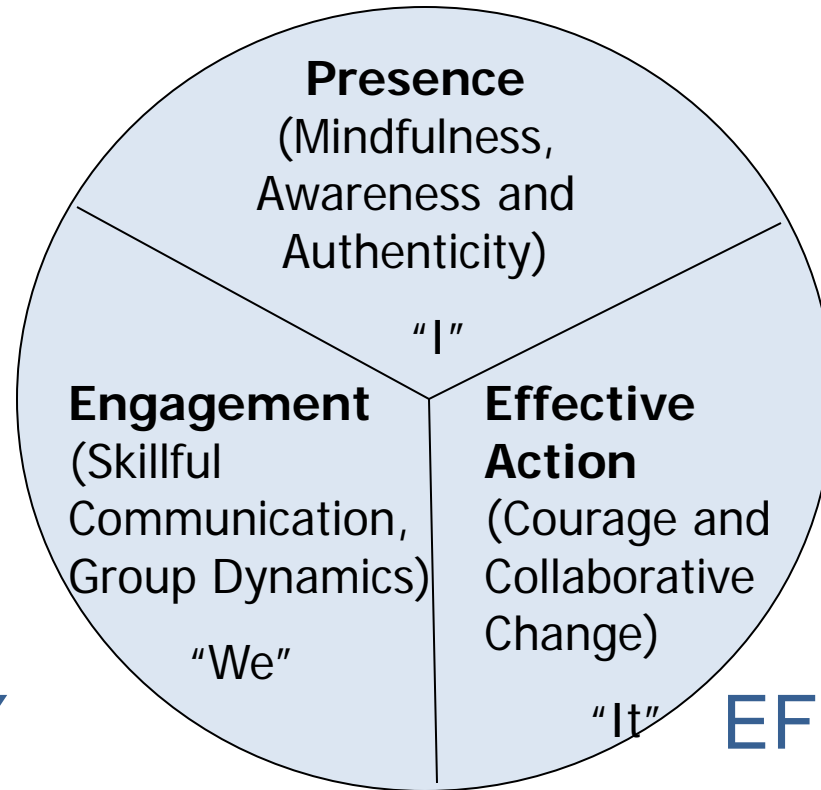 Presence
(Mindfulness,
Awareness and
Authenticity)
“I”
Engagement
(Skillful
Communication,
Group Dynamics)
“We”
Effective
Action
(Courage and
Collaborative
Change)
“It”
EF